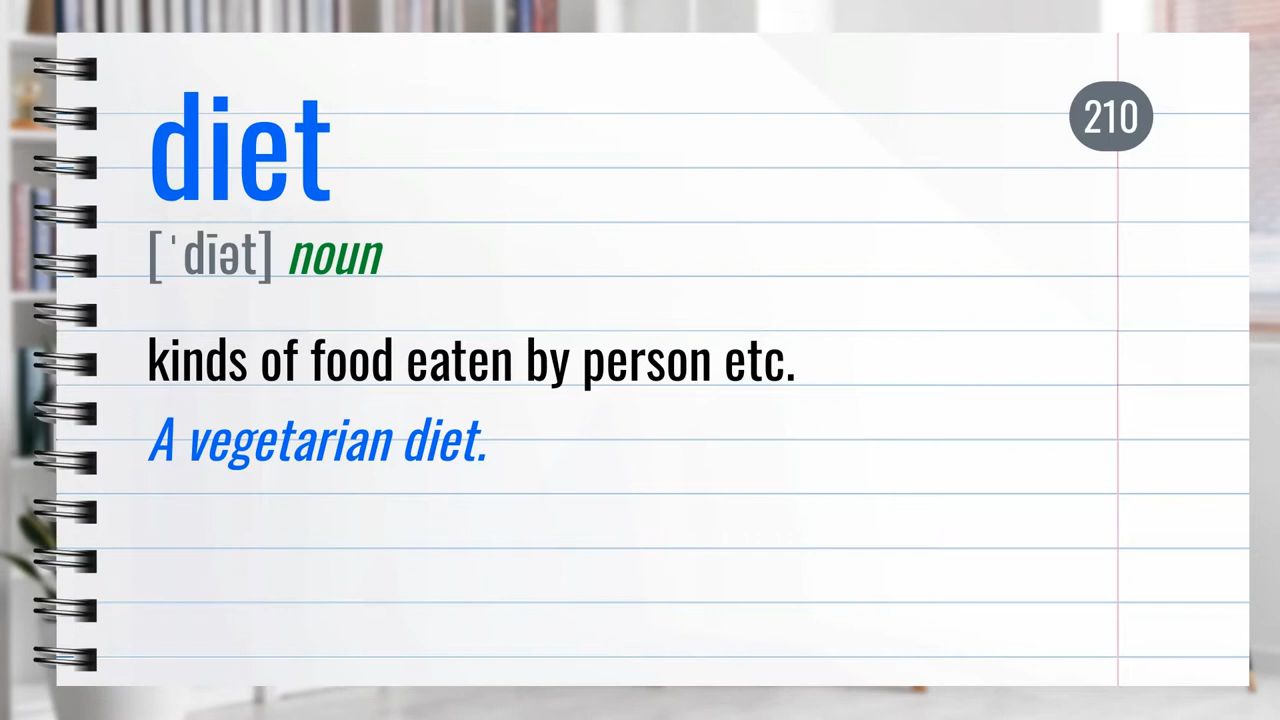 diet
210
[ˈdīət] noun
kinds of food eaten by person etc.
A vegetarian diet.